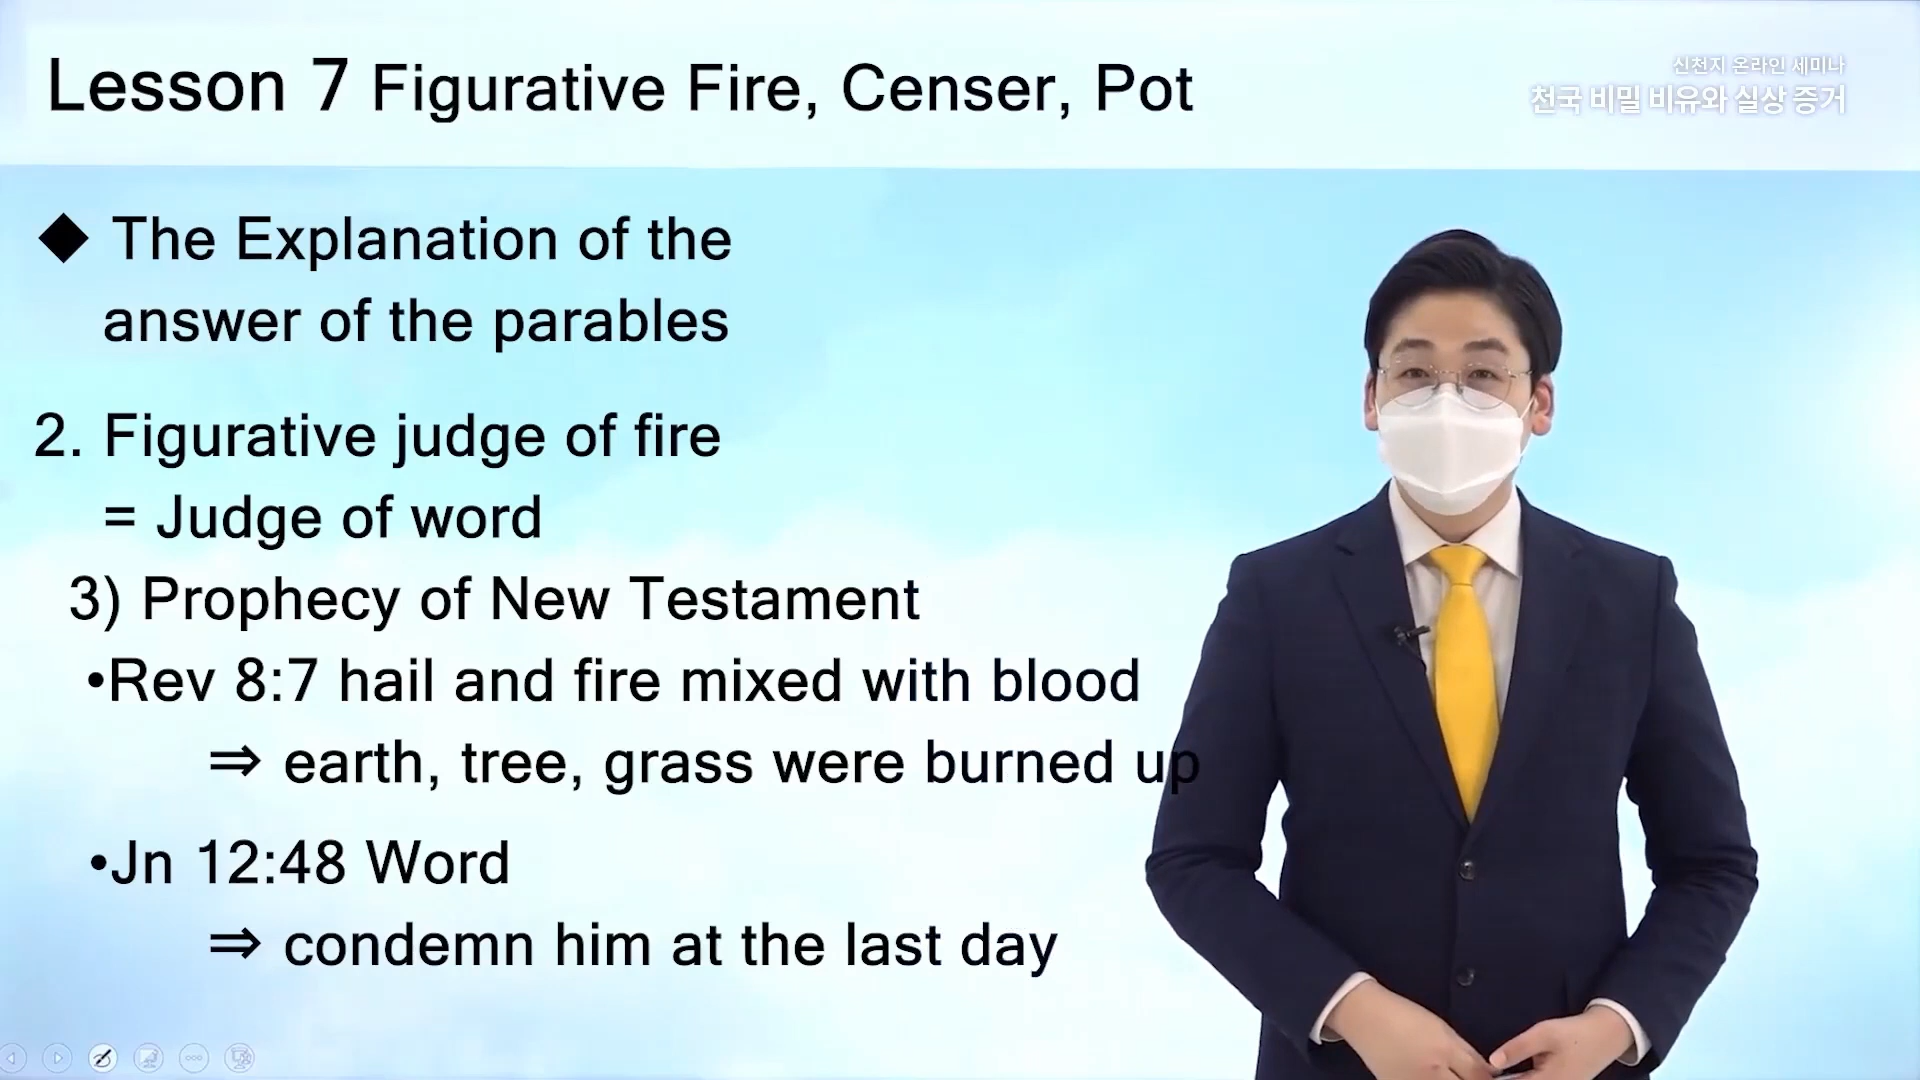 Lesson 7 Figurative Fire, Censer, Pot
신천지 온라인 세미나
천국 비밀 비유와 실상 증거
◆ The Explanation of the
answer of the parables
2. Figurative judge of fire
= Judge of word
3) Prophecy of New Testament
•Rev 8:7 hail and fire mixed with blood
⇒ earth, tree, grass were burned up
•Jn 12:48 Word
⇒ condemn him at the last day